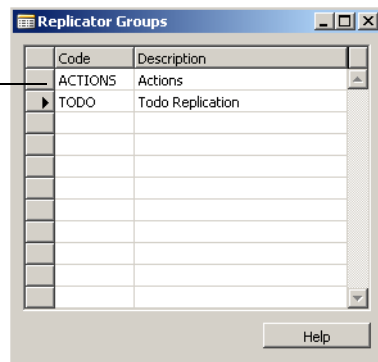 Replicator Groups
Code Description
ACTIONS Actions
TODO Todo Replication
Help